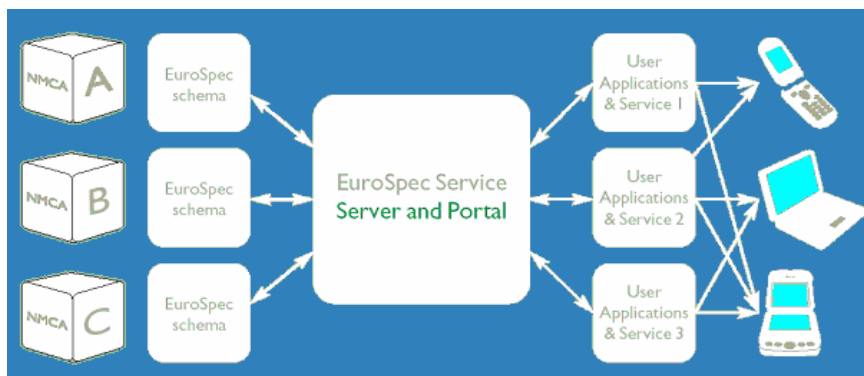 NMCA
A
EuroSpec
schema
NMCA
B
EuroSpec
schema
NMCA
C
EuroSpec
schema
EuroSpec Service
Server and Portal
User
Applications
& Service 1
User
Applications
& Service 2
User
Applications
& Service 3